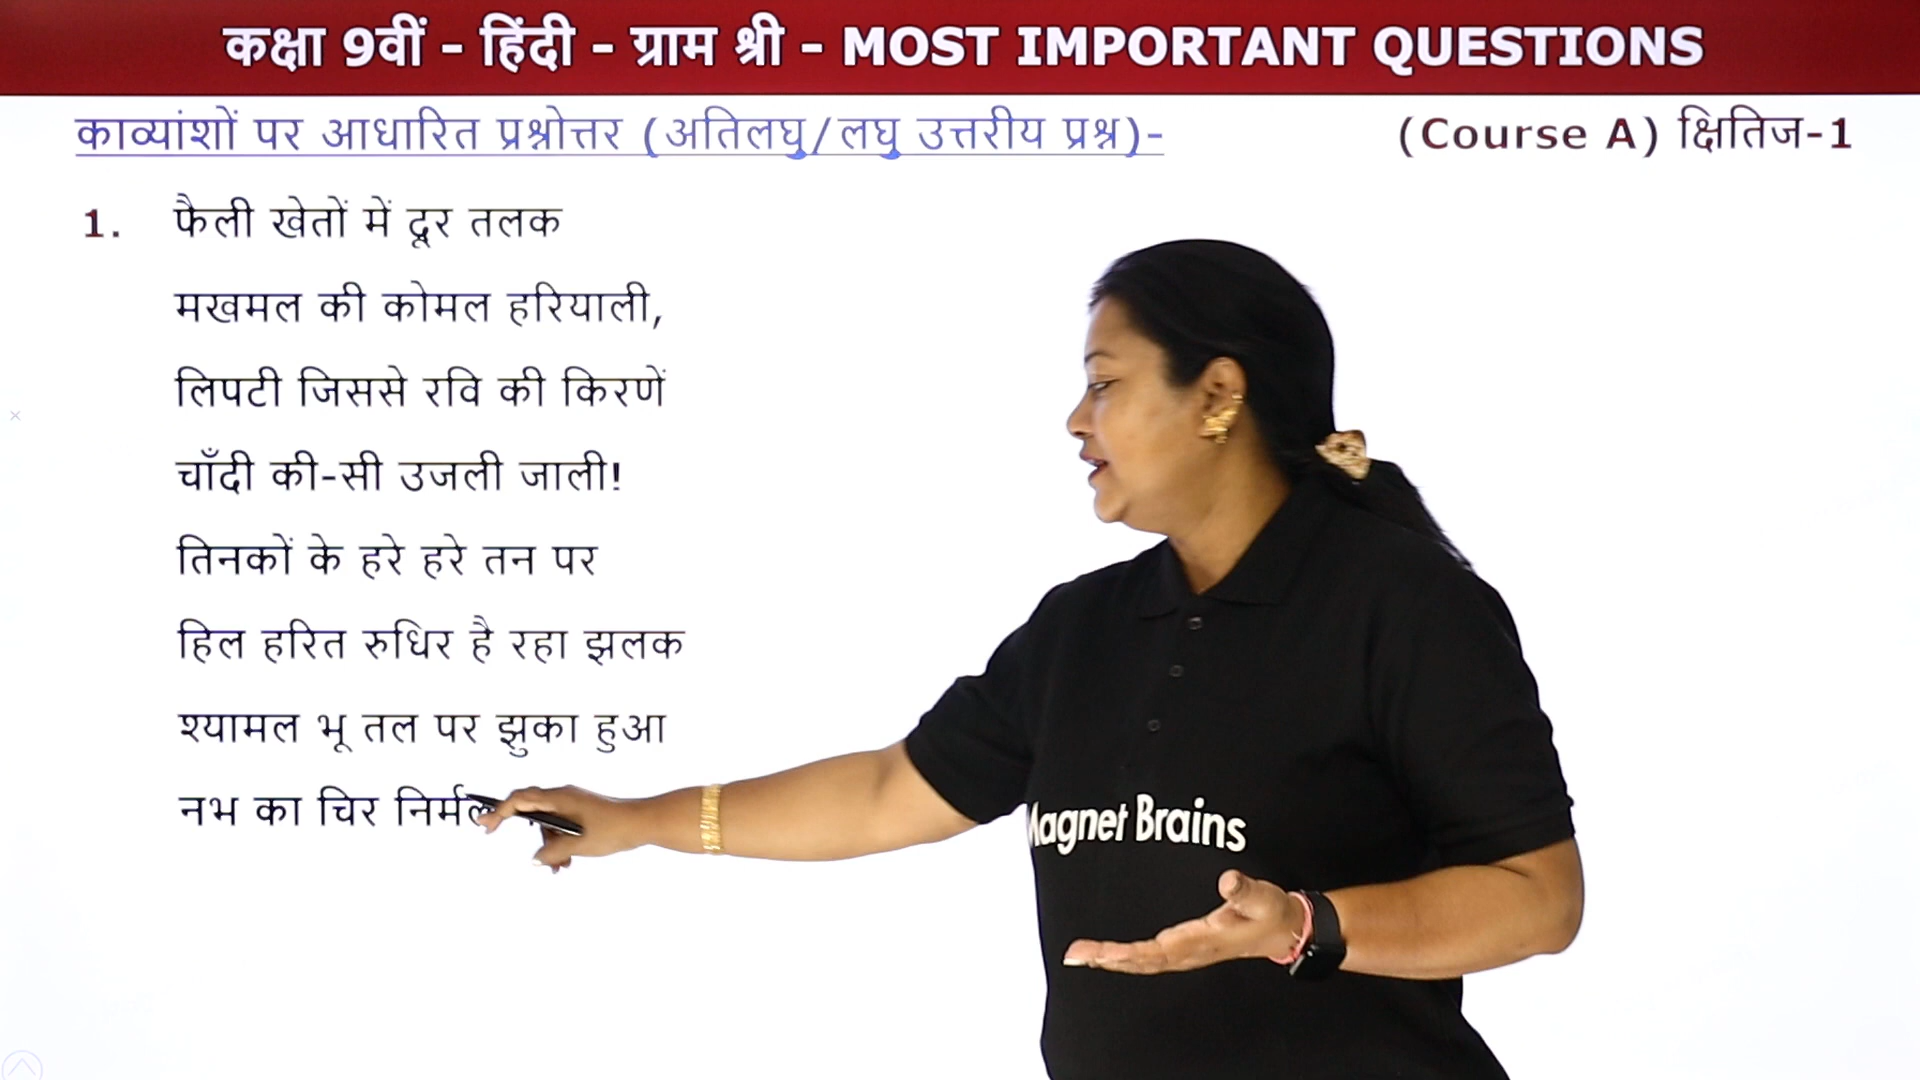 कक्षा 9वीं - हिंदी - ग्राम श्री - MOST IMPORTANT QUESTIONS
काव्यांशों पर आधारित प्रश्नोत्तर (अतिलघु/लघु उत्तरीय प्रश्न)-
(Course A) क्षितिज-1
1. फैली खेतों में दूर तलक
मखमल की कोमल हरियाली,
लिपटी जिससे रवि की किरणें
चाँदी की-सी उजली जाली!
तिनकों के हरे हरे तन पर
हिल हरित रुधिर है रहा झलक
श्यामल भू तल पर झुका हुआ
नभ का चिर निर्मल
Magnet Brains